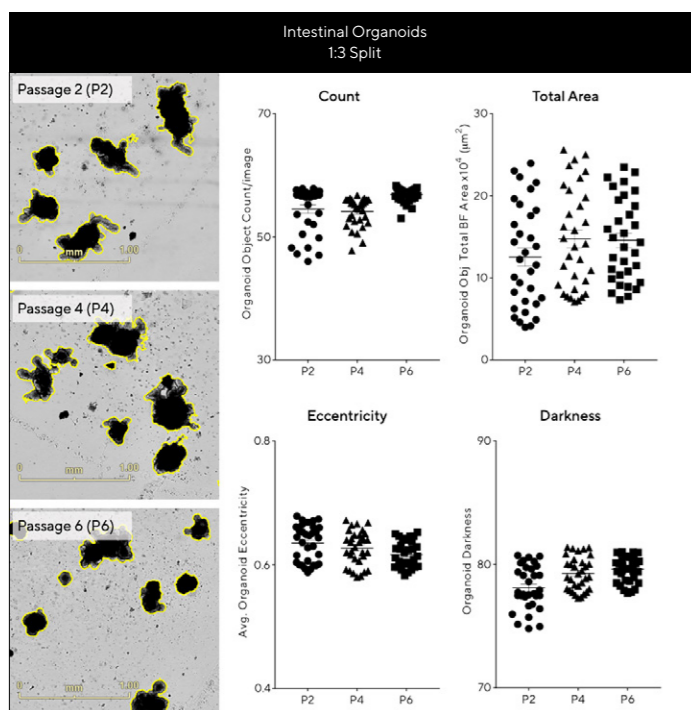 Intestinal Organoids
1:3 Split
Passage 2 (P2)
0 mm 1.00
Passage 4 (P4)
0 mm 1.00
Passage 6 (P6)
0 mm 1.00
Count
Organoid Object Count/image
70
50
30
P2 P4 P6
Total Area
Organoid Obj Total BF Area x10⁴ (μm²)
30
20
10
0
P2 P4 P6
Eccentricity
Avg. Organoid Eccentricity
0.8
0.6
0.4
P2 P4 P6
Darkness
Organoid Darkness
90
80
70
P2 P4 P6